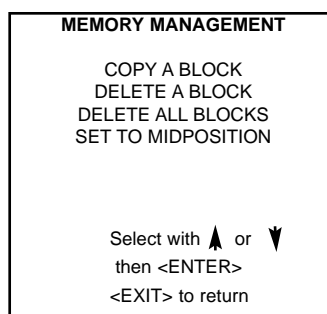 MEMORY MANAGEMENT
COPY A BLOCK
DELETE A BLOCK
DELETE ALL BLOCKS
SET TO MIDPOSITION
Select with or
then <ENTER>
<EXIT> to return